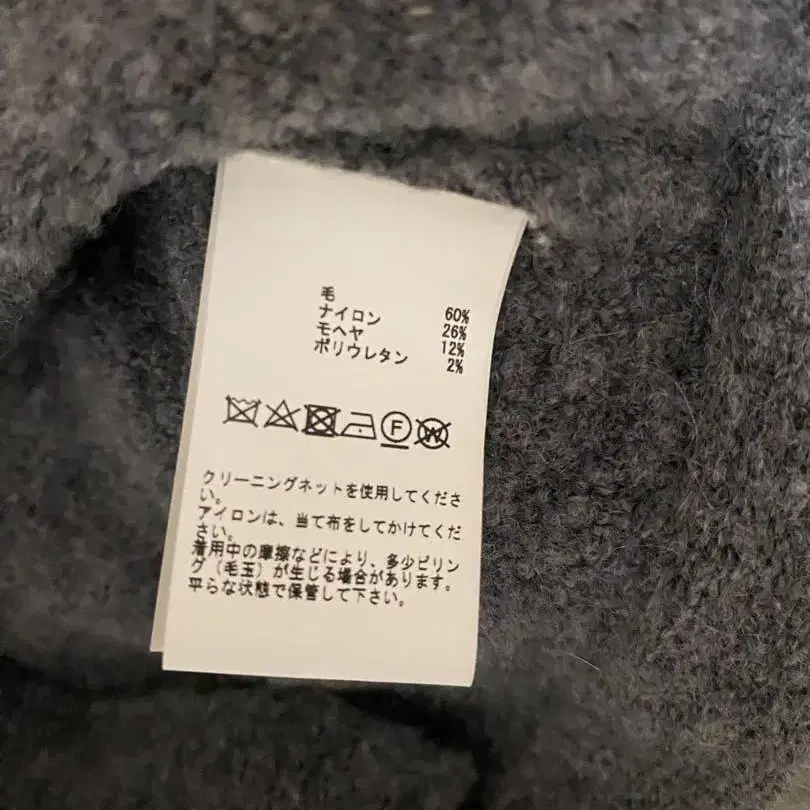 毛 60%
ナイロン 26%
モヘヤ 12%
ポリウレタン 2%
F W
クリーニングネットを使用してくださ
い。
アイロンは、当て布をしてかけてくだ
さい。
着用中の摩擦などにより、多少ピリン
グ（毛玉）が生じる場合があります。
平らな状態で保管して下さい。